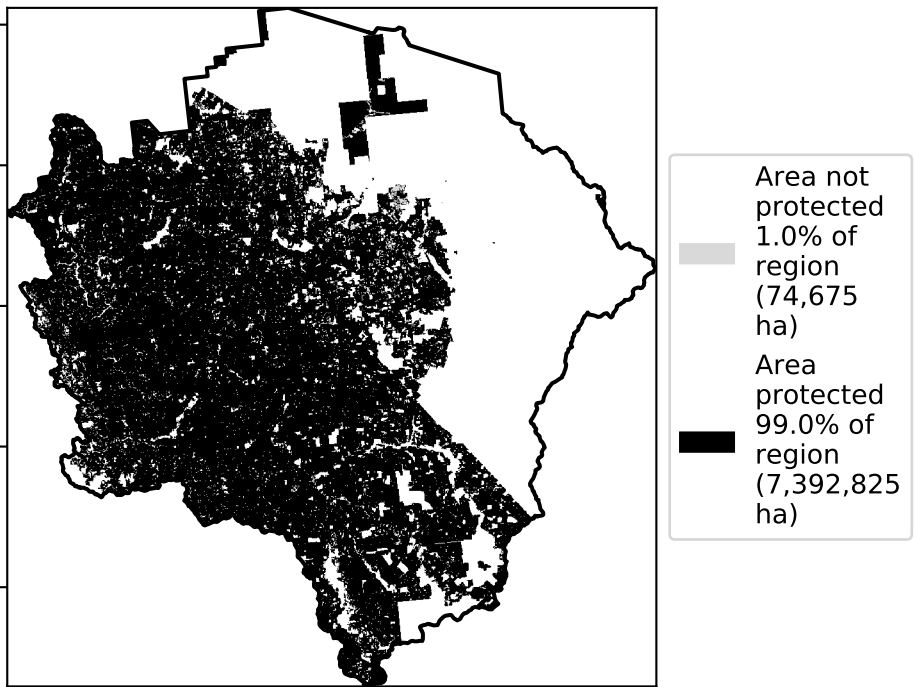 Area not
protected
1.0% of
region
(74,675
ha)
Area
protected
99.0% of
region
(7,392,825
ha)